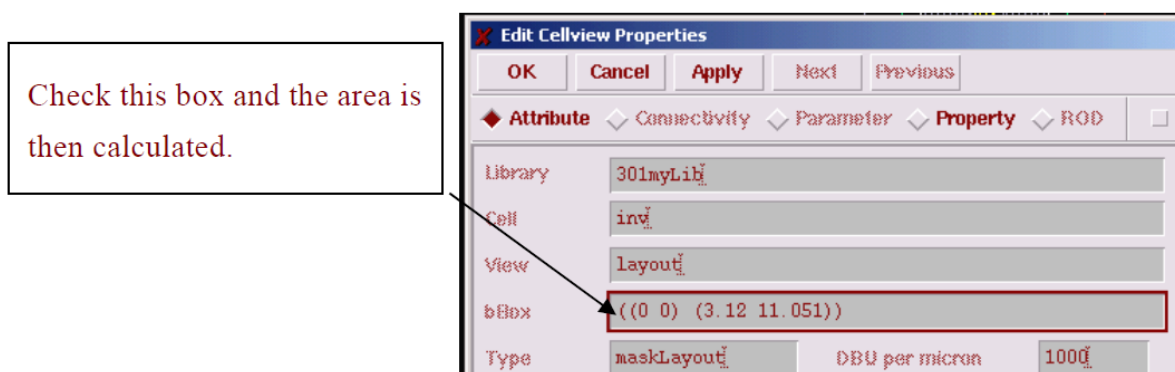 Check this box and the area is
then calculated.
Edit Cellview Properties
OK Cancel Apply Next Previous
Attribute Connectivity Parameter Property ROD
Library 301myLib
Cell inv
View layout
bBox ((0 0) (3.12 11.051))
Type maskLayout DBU per micron 1000